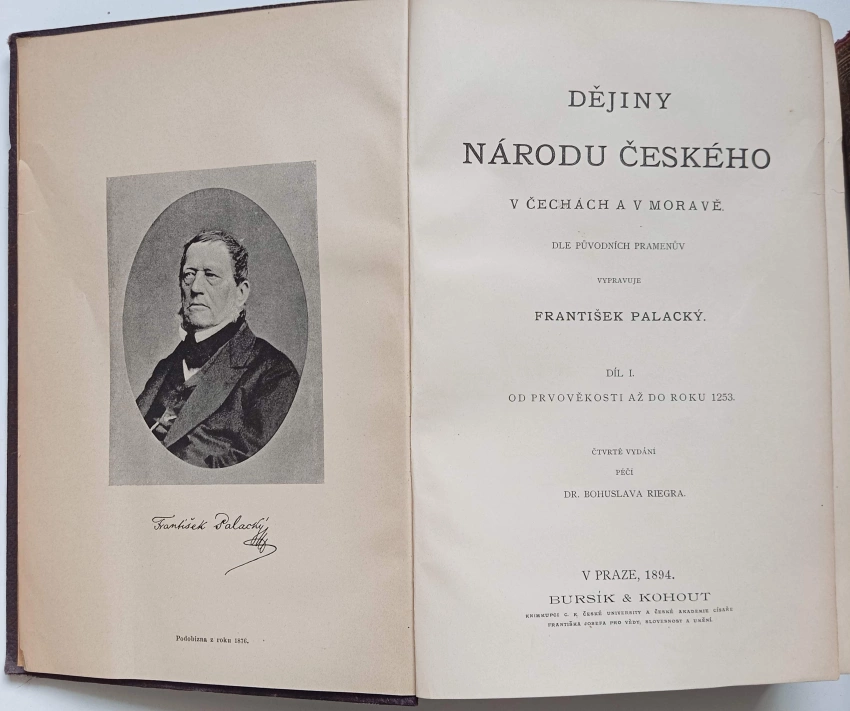 František Palacký
Podobizna z roku 1876.
DĚJINY
NÁRODU ČESKÉHO
V ČECHÁCH A V MORAVĚ.
DLE PŮVODNÍCH PRAMENŮV
VYPRAVUJE
FRANTIŠEK PALACKÝ.
DÍL I.
OD PRVOVĚKOSTI AŽ DO ROKU 1253.
ČTVRTÉ VYDÁNÍ
PÉČÍ
DR. BOHUSLAVA RIEGRA.
V PRAZE, 1894.
BURSÍK & KOHOUT
KNIHKUPCI C. K. ČESKÉ UNIVERSITY A ČESKÉ AKADEMIE CÍSAŘE
FRANTIŠKA JOSEFA PRO VĚDY, SLOVESNOST A UMĚNÍ.